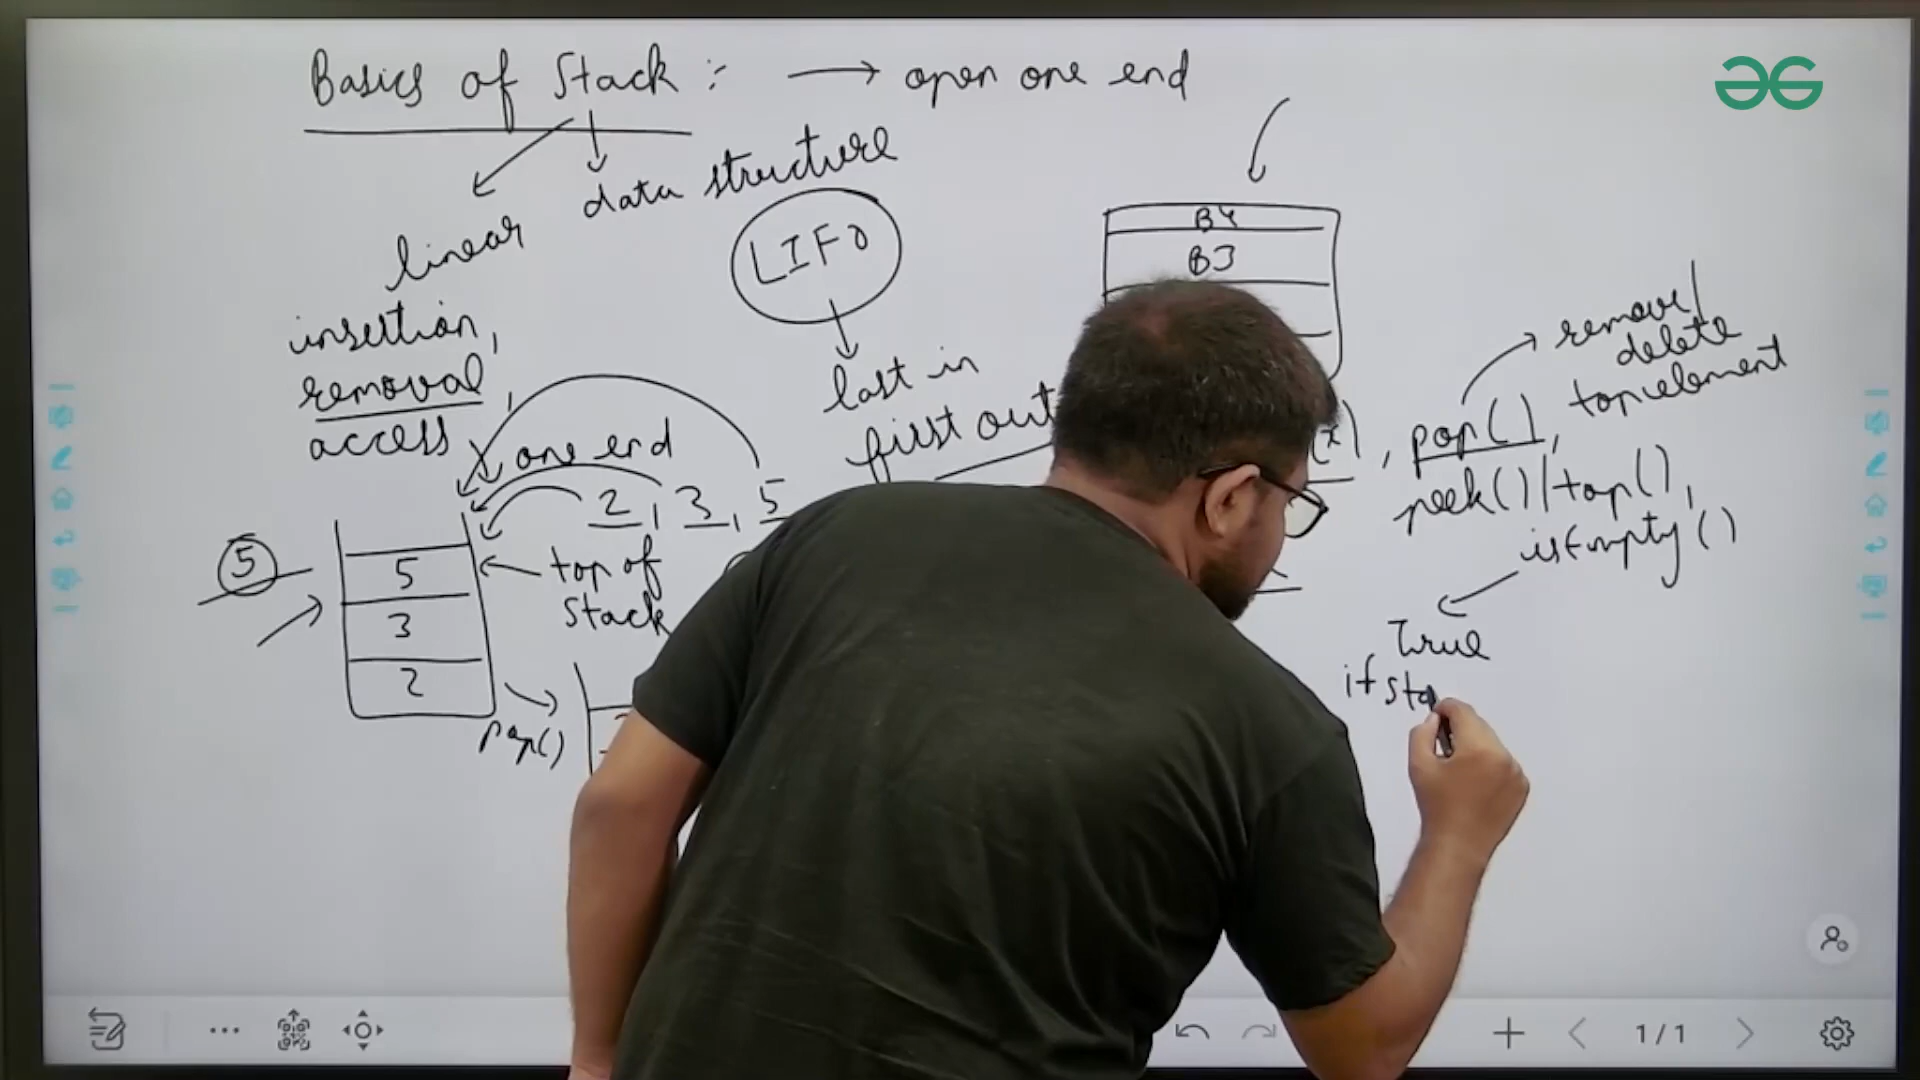 Basics of Stack :- → open one end
linear
data structure
insertion,
removal,
access
one end
LIFO
last in
first out
B4
B3
2, 3, 5
5
5
3
2
top of
stack
pop()
(x), pop(),
remove/
delete
top element
peek()/top(),
isEmpty()
True
if sta
1/1